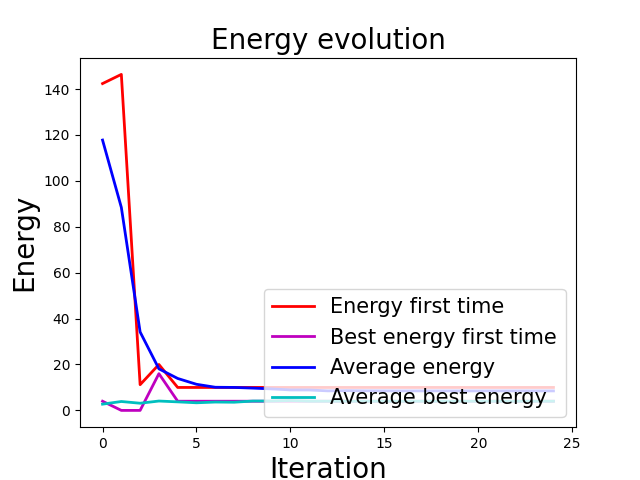 Energy evolution
Energy
140
120
100
80
60
40
20
0
Energy first time
Best energy first time
Average energy
Average best energy
0 5 10 15 20 25
Iteration